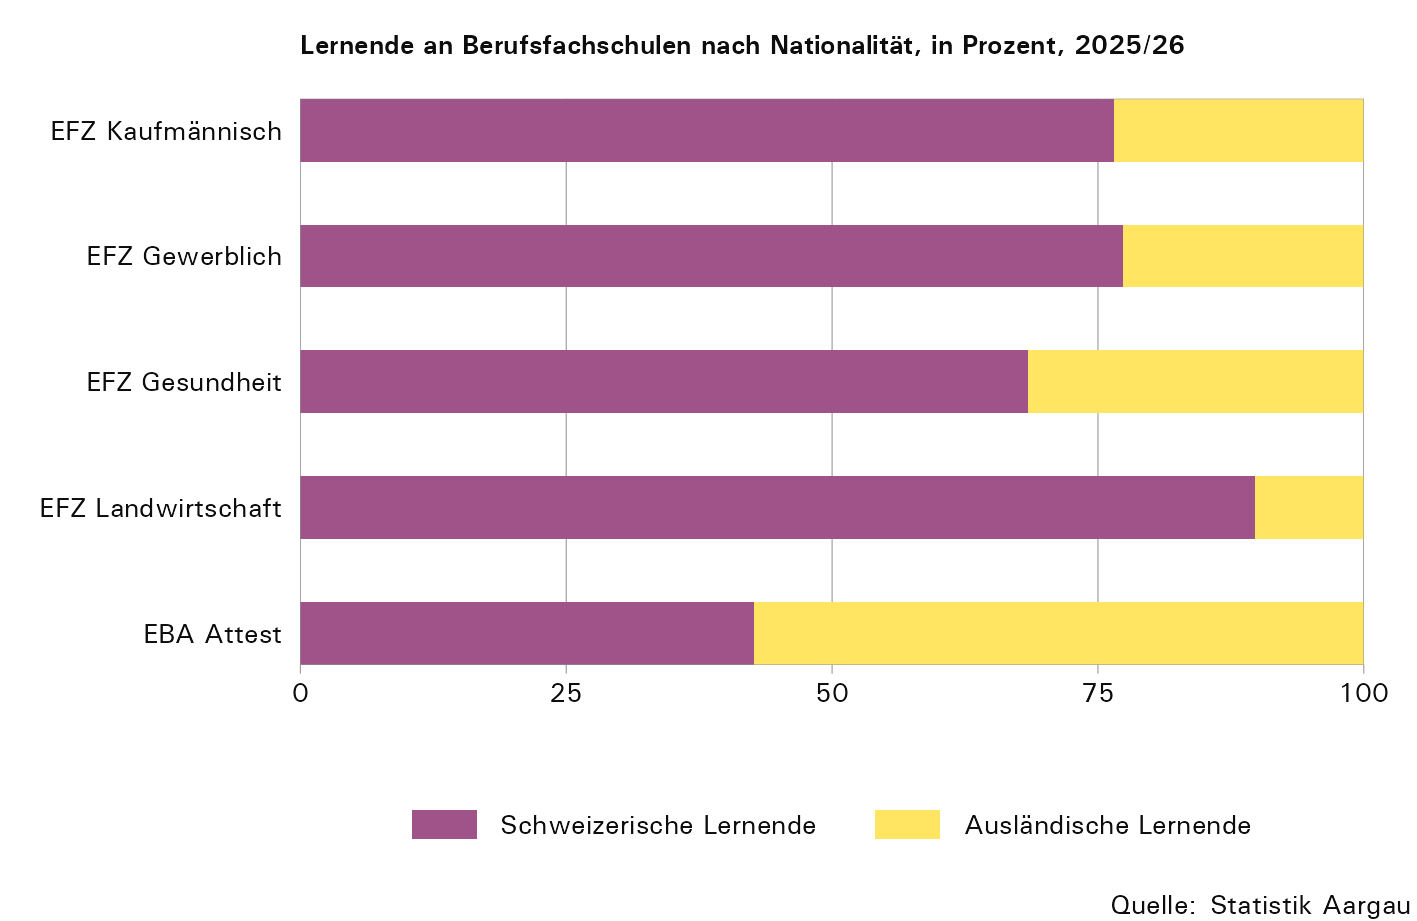 Lernende an Berufsfachschulen nach Nationalität, in Prozent, 2025/26
EFZ Kaufmännisch
EFZ Gewerblich
EFZ Gesundheit
EFZ Landwirtschaft
EBA Attest
0 25 50 75 100
Schweizerische Lernende Ausländische Lernende
Quelle: Statistik Aargau